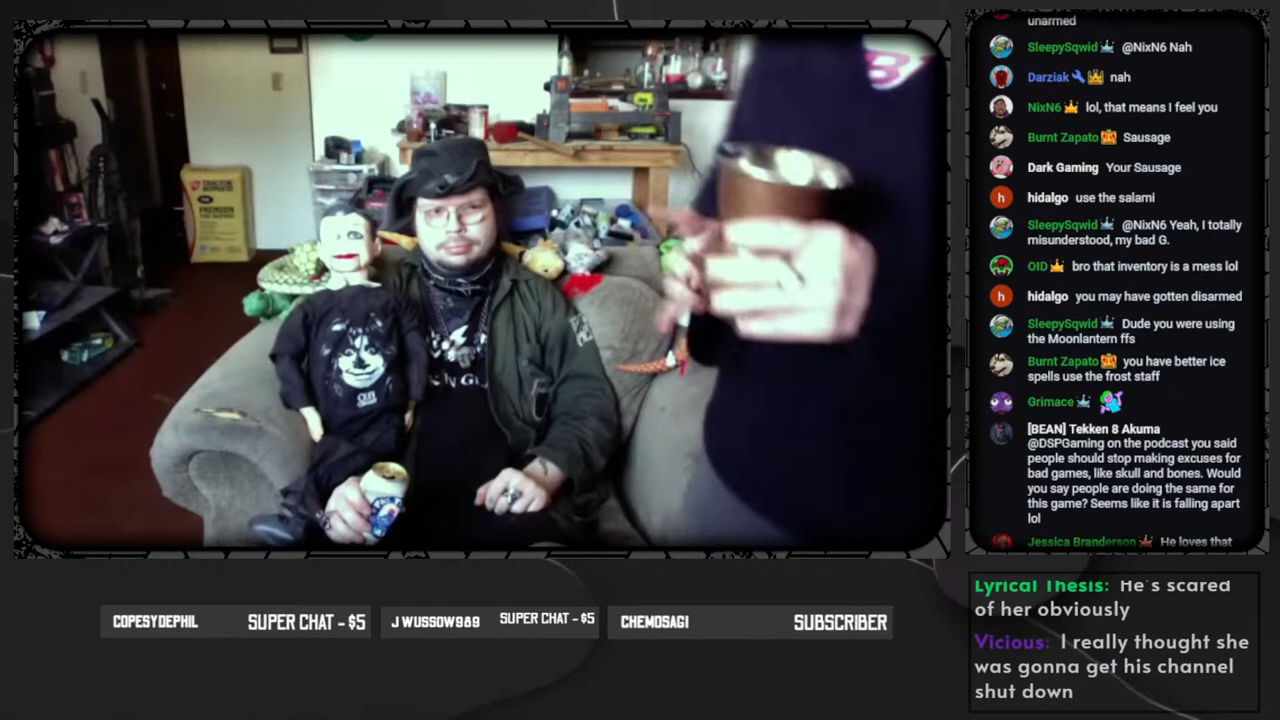 unarmed
SleepySqwid @NixN6 Nah
Darziak nah
NixN6 lol, that means I feel you
Burnt Zapato Sausage
Dark Gaming Your Sausage
h
hidalgo use the salami
SleepySqwid @NixN6 Yeah, I totally
misunderstood, my bad G.
OID bro that inventory is a mess lol
h
hidalgo you may have gotten disarmed
SleepySqwid Dude you were using
the Moonlantern ffs
Burnt Zapato you have better ice
spells use the frost staff
Grimace
[BEAN] Tekken 8 Akuma
@DSPGaming on the podcast you said
people should stop making excuses for
bad games, like skull and bones. Would
you say people are doing the same for
this game? Seems like it is falling apart
lol
Jessica Branderson He loves that
Lyrical Thesis: He's scared
of her obviously
Vicious: I really thought she
was gonna get his channel
shut down
COPESYDEPHIL SUPER CHAT - $5
J WUSSOW989 SUPER CHAT - $5
CHEMOSAGI SUBSCRIBER